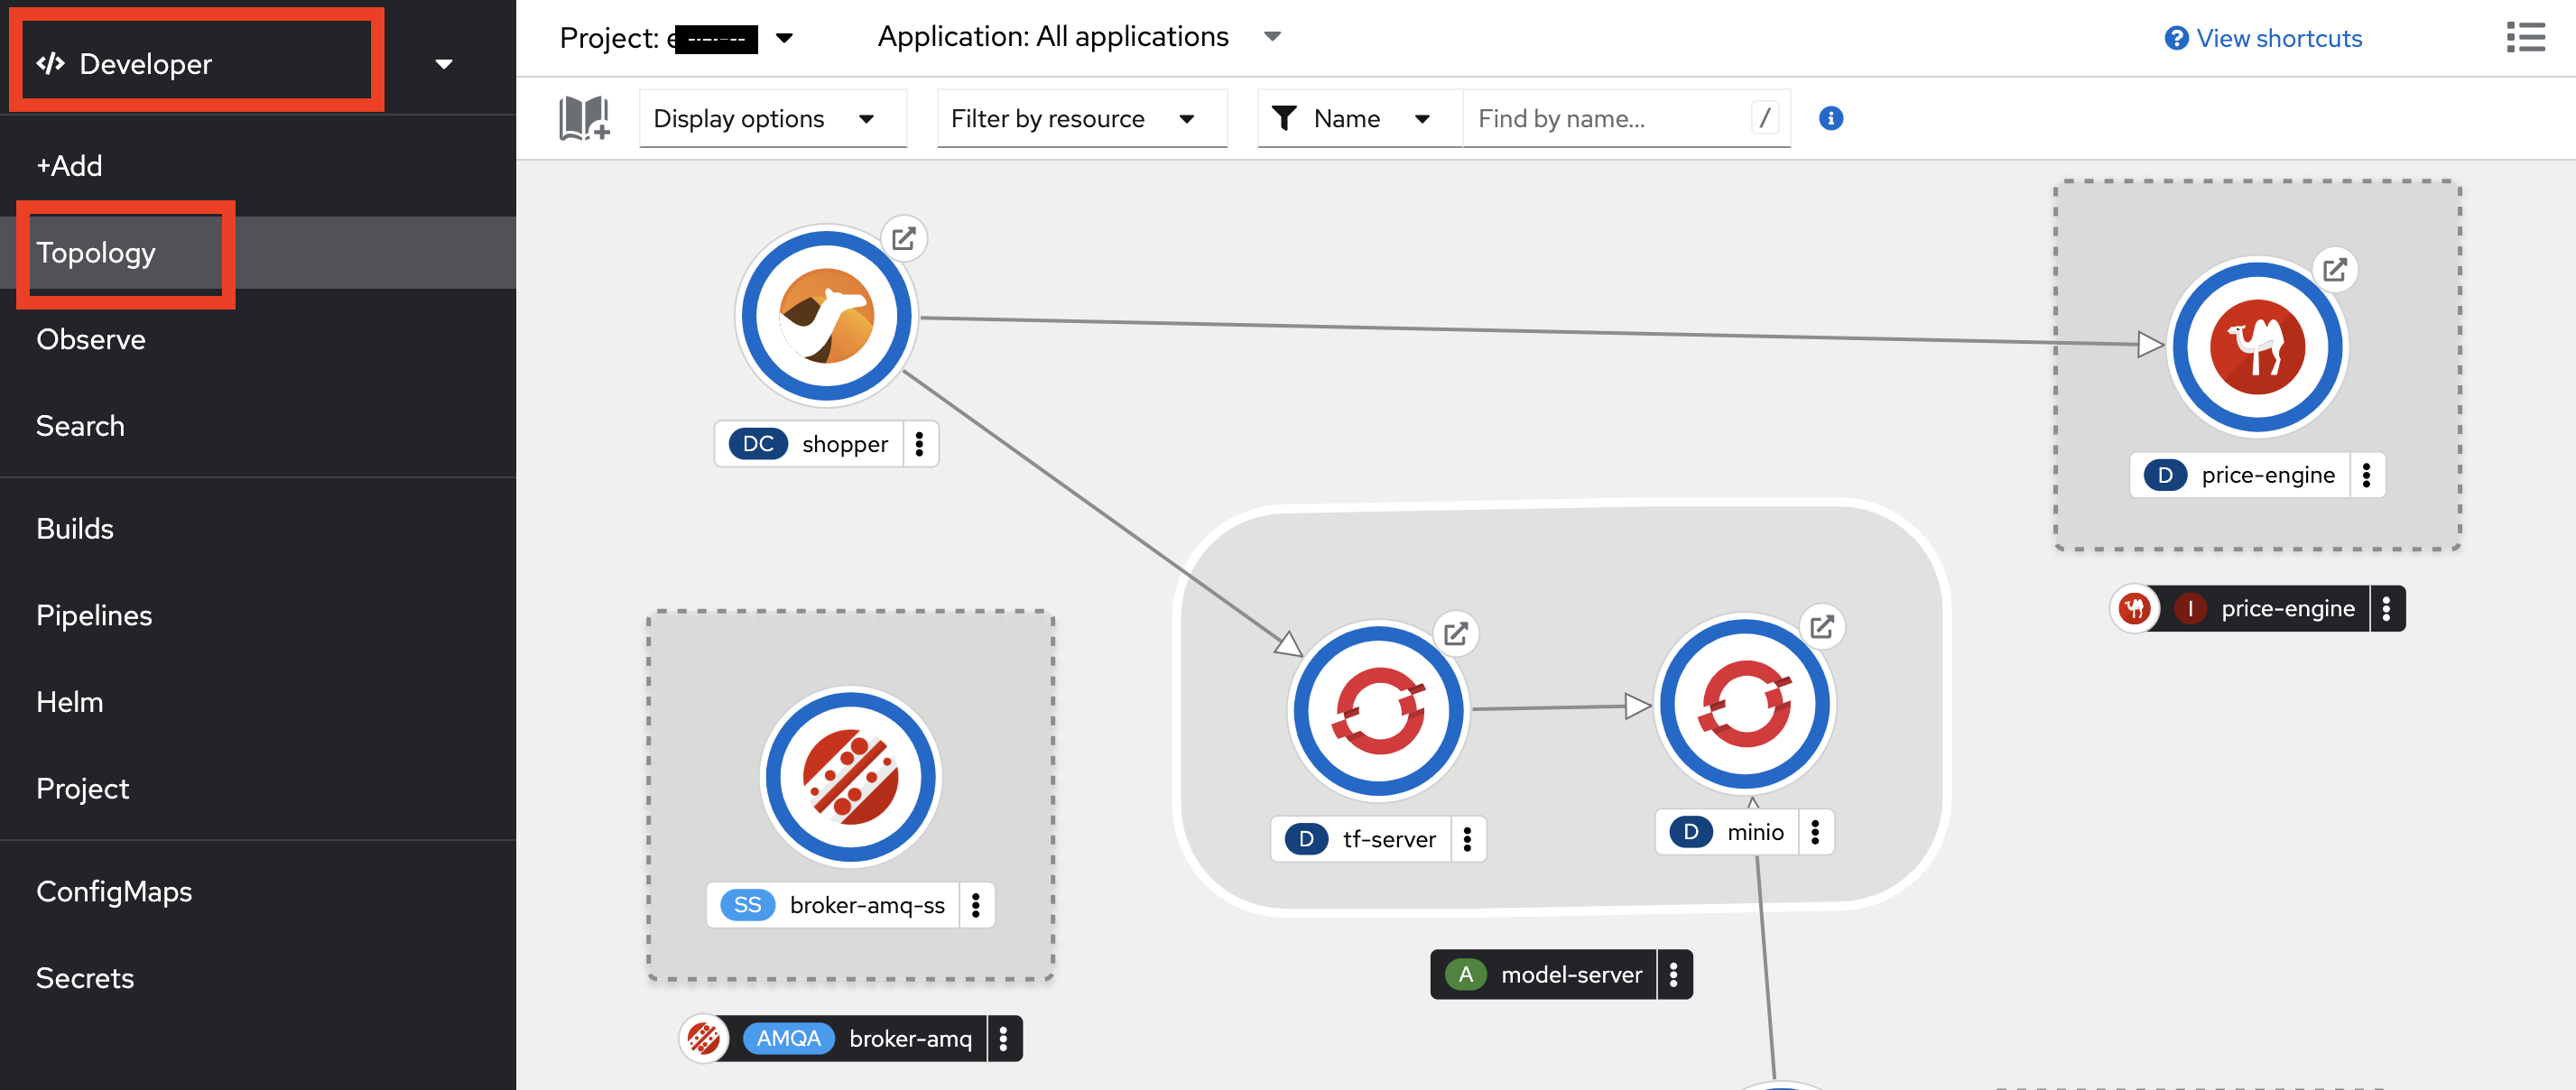 Developer
+Add
Topology
Observe
Search
Builds
Pipelines
Helm
Project
ConfigMaps
Secrets
Project:
Application: All applications
View shortcuts
Display options
Filter by resource
Name
Find by name...
/
DC shopper
D price-engine
I price-engine
D tf-server
D minio
SS broker-amq-ss
A model-server
AMQA broker-amq